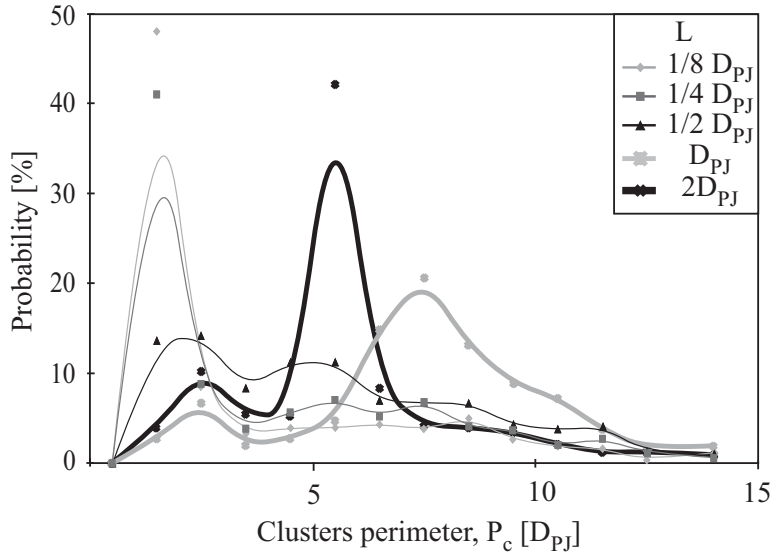 50
40
30
20
10
0
Probability [%]
L
1/8 D_PJ
1/4 D_PJ
1/2 D_PJ
D_PJ
2D_PJ
5
10
15
Clusters perimeter, P_c [D_PJ]